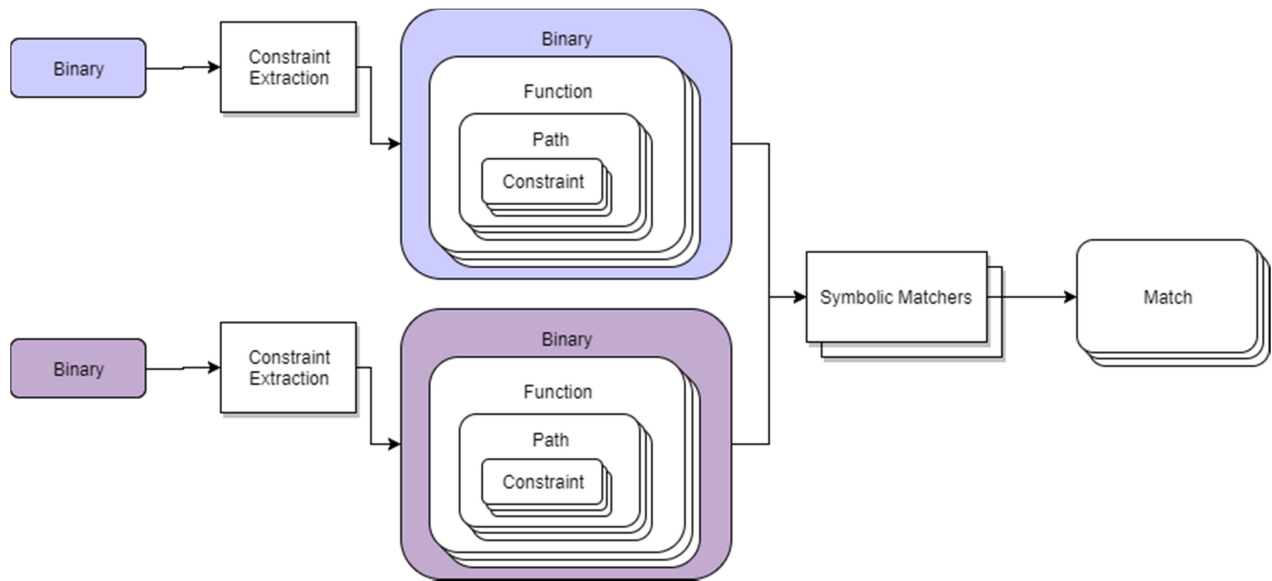 Binary
Constraint
Extraction
Binary
Function
Path
Constraint
Symbolic Matchers
Match
Binary
Constraint
Extraction
Binary
Function
Path
Constraint